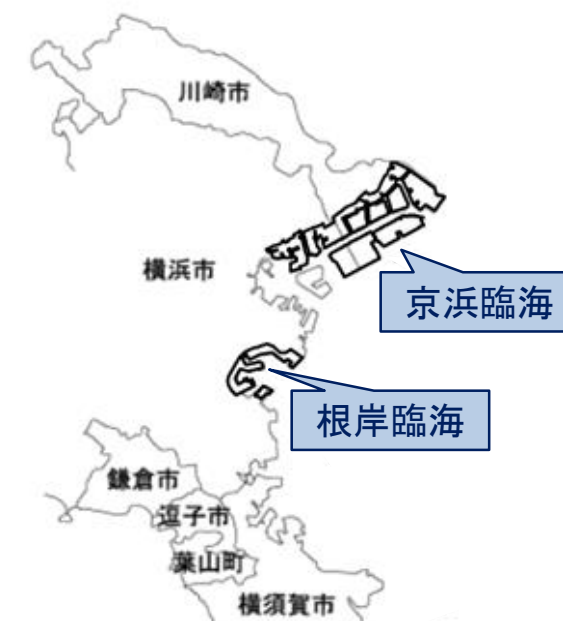 川崎市
横浜市
京浜臨海
根岸臨海
鎌倉市
逗子市
葉山町
横須賀市